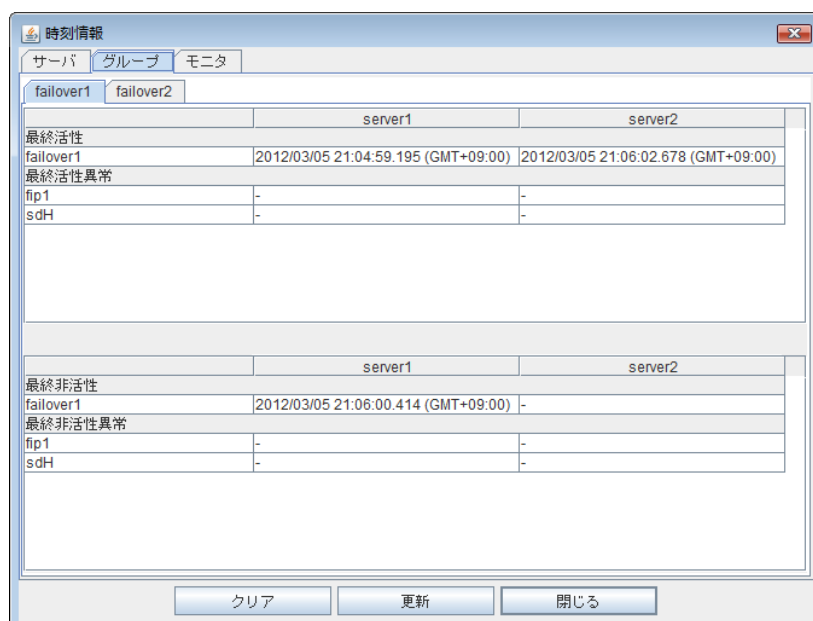 時刻情報
サーバ グループ モニタ
failover1 failover2
server1 server2
最終活性
failover1 2012/03/05 21:04:59.195 (GMT+09:00) 2012/03/05 21:06:02.678 (GMT+09:00)
最終活性異常
fip1 - -
sdH - -
server1 server2
最終非活性
failover1 2012/03/05 21:06:00.414 (GMT+09:00) -
最終非活性異常
fip1 - -
sdH - -
クリア 更新 閉じる